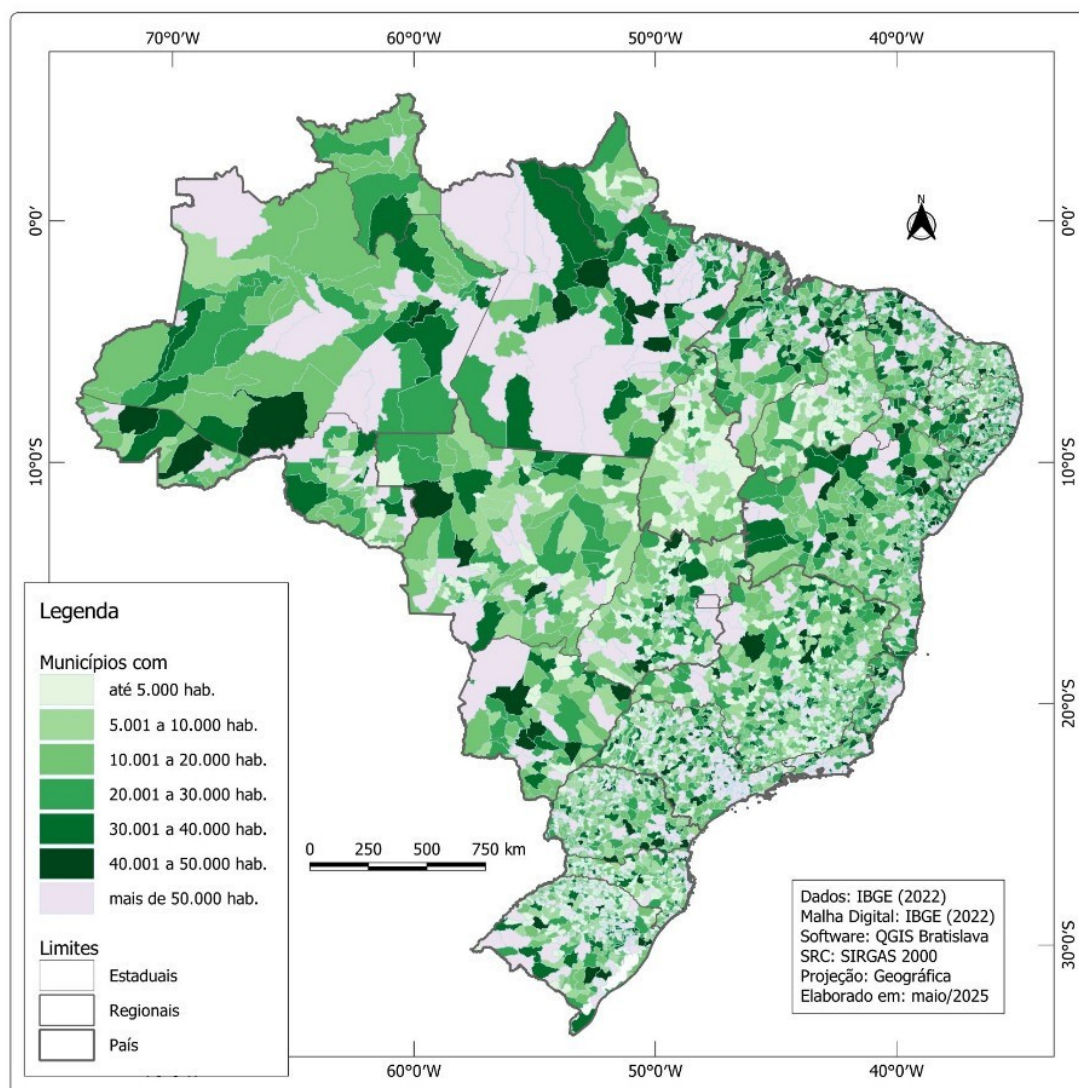 70°0'W 60°0'W 50°0'W 40°0'W
0°0'
10°0'S
0°0'
10°0'S
20°0'S
30°0'S
N
Legenda
Municípios com
até 5.000 hab.
5.001 a 10.000 hab.
10.001 a 20.000 hab.
20.001 a 30.000 hab.
30.001 a 40.000 hab.
40.001 a 50.000 hab.
mais de 50.000 hab.
Limites
Estaduais
Regionais
País
0 250 500 750 km
Dados: IBGE (2022)
Malha Digital: IBGE (2022)
Software: QGIS Bratislava
SRC: SIRGAS 2000
Projeção: Geográfica
Elaborado em: maio/2025
60°0'W 50°0'W 40°0'W